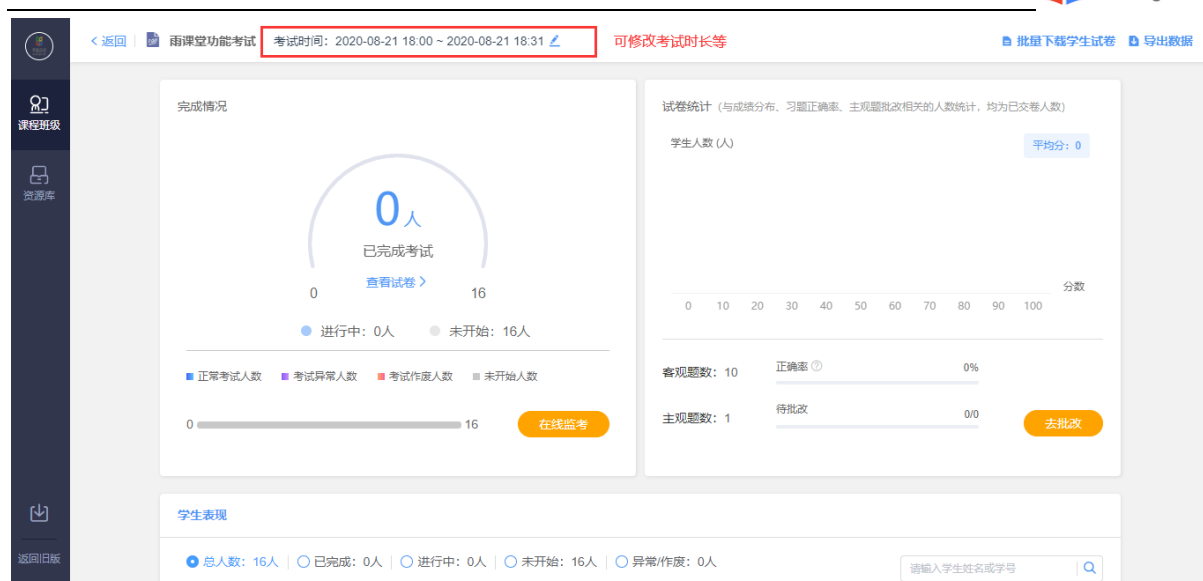 < 返回 雨课堂功能考试 考试时间：2020-08-21 18:00 ~ 2020-08-21 18:31 可修改考试时长等 批量下载学生试卷 导出数据
课程班级
资源库
返回旧版
完成情况
0人
已完成考试
查看试卷 >
0 16
进行中：0人 未开始：16人
正常考试人数 考试异常人数 考试作废人数 未开始人数
0 16 在线监考
试卷统计（与成绩分布、习题正确率、主观题批改相关的人数统计，均为已交卷人数）
学生人数 (人) 平均分：0
分数
0 10 20 30 40 50 60 70 80 90 100
客观题数：10 正确率 ? 0%
主观题数：1 待批改 0/0 去批改
学生表现
总人数：16人 已完成：0人 进行中：0人 未开始：16人 异常/作废：0人 请输入学生姓名或学号